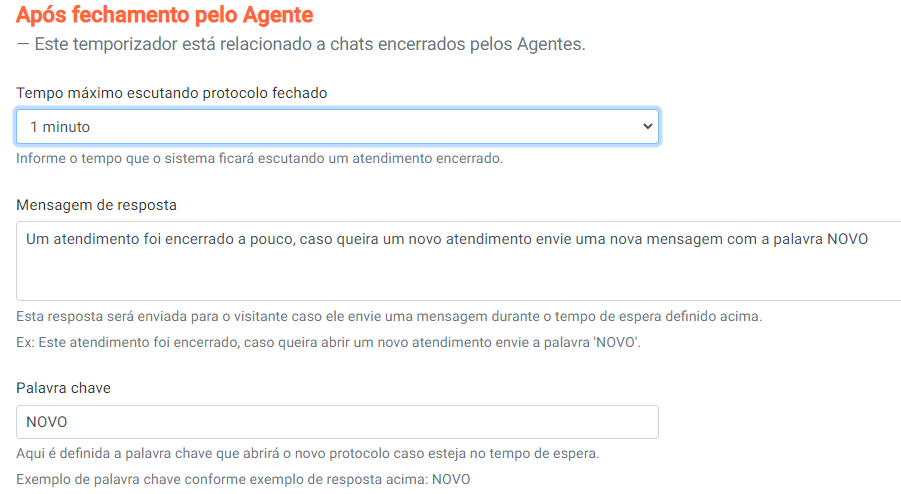 Após fechamento pelo Agente
— Este temporizador está relacionado a chats encerrados pelos Agentes.
Tempo máximo escutando protocolo fechado
1 minuto
Informe o tempo que o sistema ficará escutando um atendimento encerrado.
Mensagem de resposta
Um atendimento foi encerrado a pouco, caso queira um novo atendimento envie uma nova mensagem com a palavra NOVO
Esta resposta será enviada para o visitante caso ele envie uma mensagem durante o tempo de espera definido acima.
Ex: Este atendimento foi encerrado, caso queira abrir um novo atendimento envie a palavra 'NOVO'.
Palavra chave
NOVO
Aqui é definida a palavra chave que abrirá o novo protocolo caso esteja no tempo de espera.
Exemplo de palavra chave conforme exemplo de resposta acima: NOVO